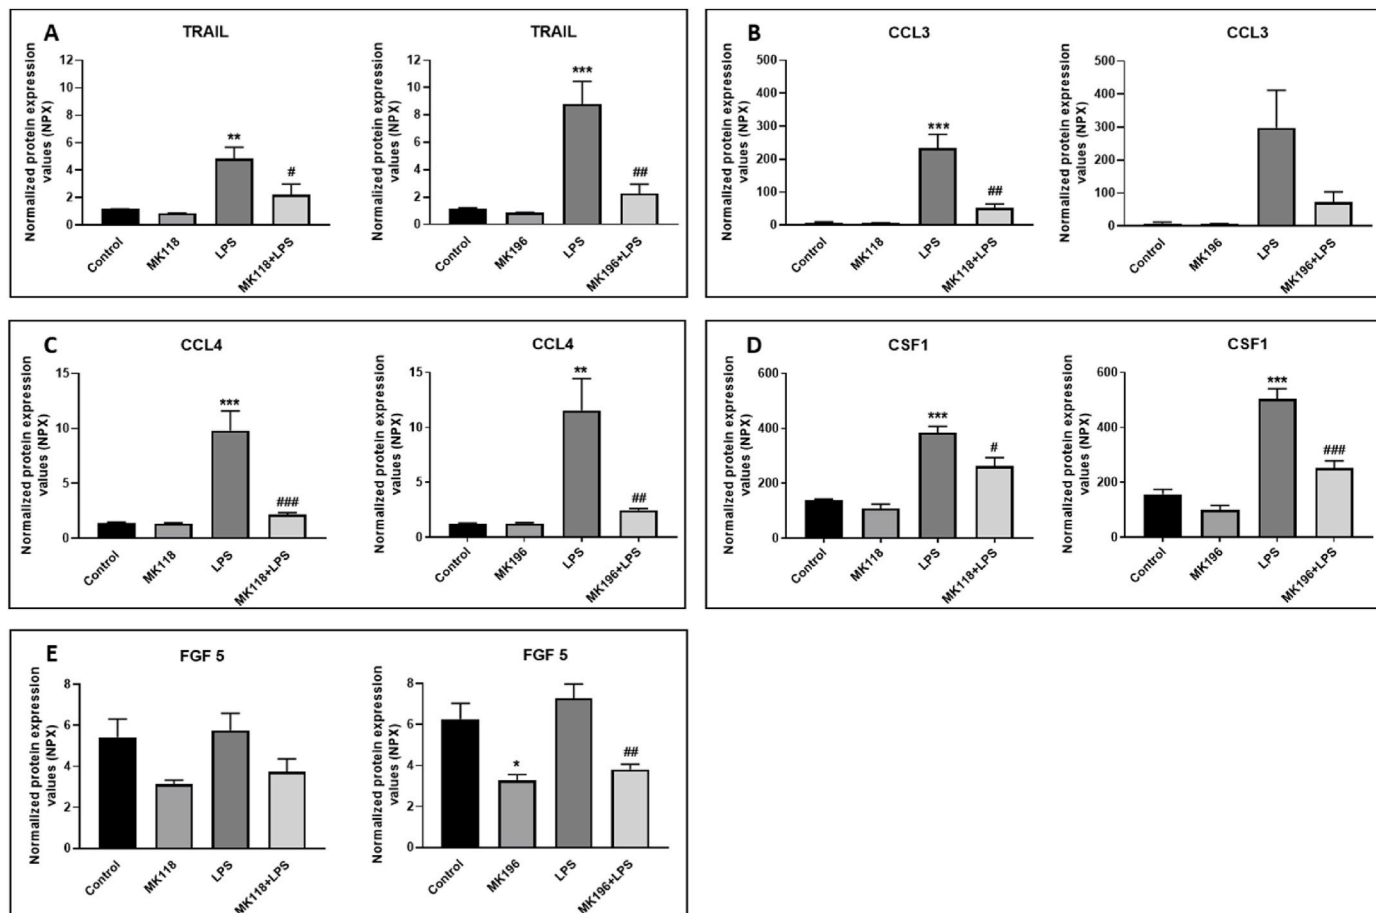 A
TRAIL
Normalized protein expression
values (NPX)
12
10
8
6
4
2
0
**
#
Control
MK118
LPS
MK118+LPS
TRAIL
Normalized protein expression
values (NPX)
12
10
8
6
4
2
0
***
##
Control
MK196
LPS
MK196+LPS
B
CCL3
Normalized protein expression
values (NPX)
500
400
300
200
100
0
***
##
Control
MK118
LPS
MK118+LPS
CCL3
Normalized protein expression
values (NPX)
500
400
300
200
100
0
Control
MK196
LPS
MK196+LPS
C
CCL4
Normalized protein expression
values (NPX)
15
10
5
0
***
###
Control
MK118
LPS
MK118+LPS
CCL4
Normalized protein expression
values (NPX)
15
10
5
0
**
##
Control
MK196
LPS
MK196+LPS
D
CSF1
Normalized protein expression
values (NPX)
600
400
200
0
***
#
Control
MK118
LPS
MK118+LPS
CSF1
Normalized protein expression
values (NPX)
600
400
200
0
***
###
Control
MK196
LPS
MK196+LPS
E
FGF 5
Normalized protein expression
values (NPX)
8
6
4
2
0
Control
MK118
LPS
MK118+LPS
FGF 5
Normalized protein expression
values (NPX)
8
6
4
2
0
*
##
Control
MK196
LPS
MK196+LPS